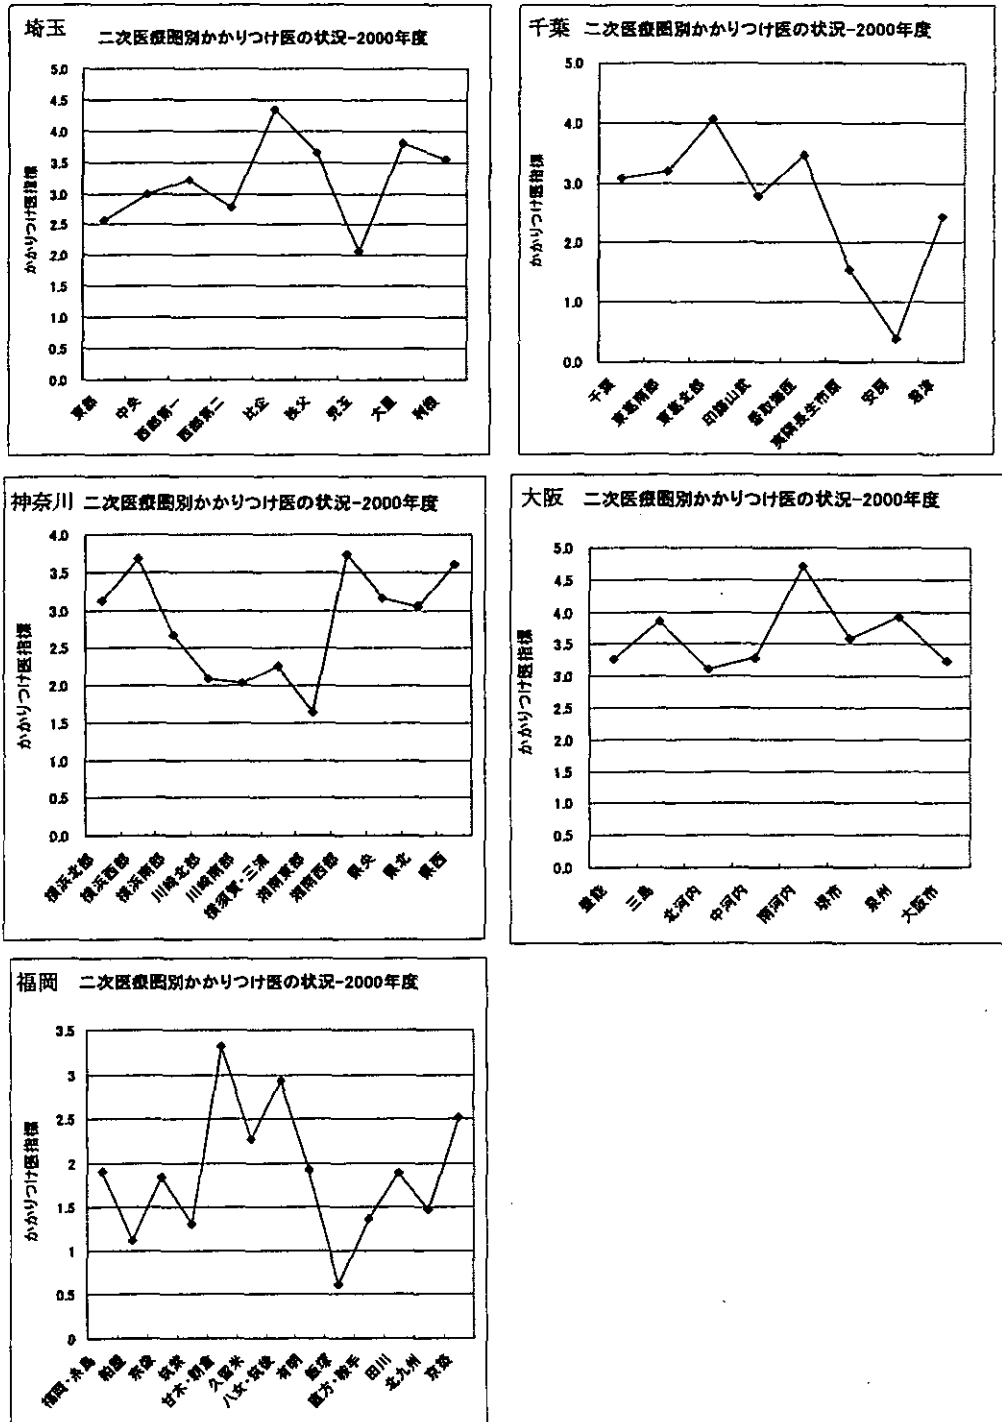 埼玉 二次医療圏別かかりつけ医の状況-2000年度
かかりつけ医指標
5.0
4.5
4.0
3.5
3.0
2.5
2.0
1.5
1.0
0.5
0.0
東部
中央
西部第一
西部第二
比企
秩父
児玉
大里
利根
千葉 二次医療圏別かかりつけ医の状況-2000年度
かかりつけ医指標
5.0
4.0
3.0
2.0
1.0
0.0
千葉
東葛南部
東葛北部
印旛山武
香取海匝
夷隅長生市原
安房
君津
神奈川 二次医療圏別かかりつけ医の状況-2000年度
かかりつけ医指標
4.0
3.5
3.0
2.5
2.0
1.5
1.0
0.5
0.0
横浜北部
横浜西部
横浜南部
川崎北部
川崎南部
横須賀・三浦
湘南東部
湘南西部
県央
県北
県西
大阪 二次医療圏別かかりつけ医の状況-2000年度
かかりつけ医指標
5.0
4.5
4.0
3.5
3.0
2.5
2.0
1.5
1.0
0.5
0.0
豊能
三島
北河内
中河内
南河内
堺市
泉州
大阪市
福岡 二次医療圏別かかりつけ医の状況-2000年度
かかりつけ医指標
3.5
3
2.5
2
1.5
1
0.5
0
福岡・糸島
粕屋
宗像
筑紫
甘木・朝倉
久留米
八女・筑後
有明
飯塚
直方・鞍手
田川
北九州
京築